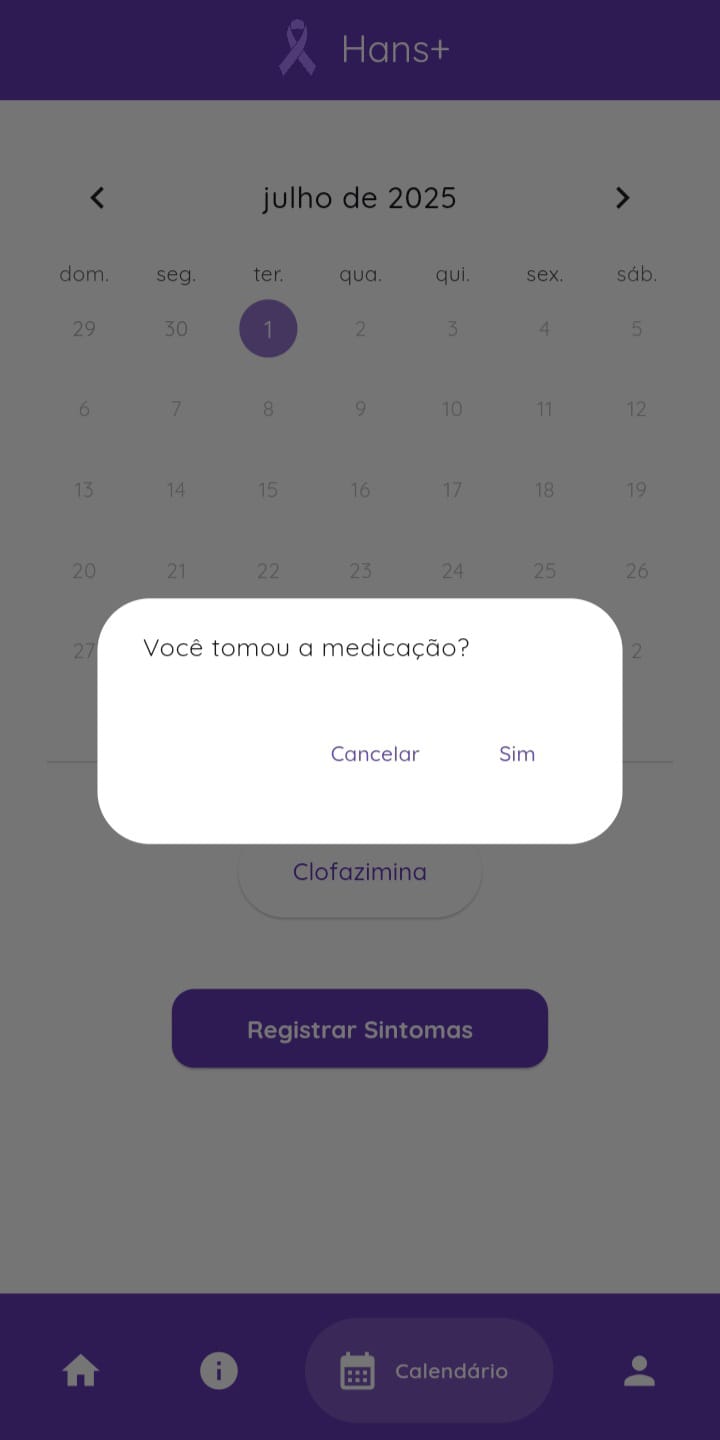 Hans+
julho de 2025
dom. seg. ter. qua. qui. sex. sáb.
29 30 1 2 3 4 5
6 7 8 9 10 11 12
13 14 15 16 17 18 19
20 21 22 23 24 25 26
27 2
Você tomou a medicação?
Cancelar Sim
Clofazimina
Registrar Sintomas
Calendário